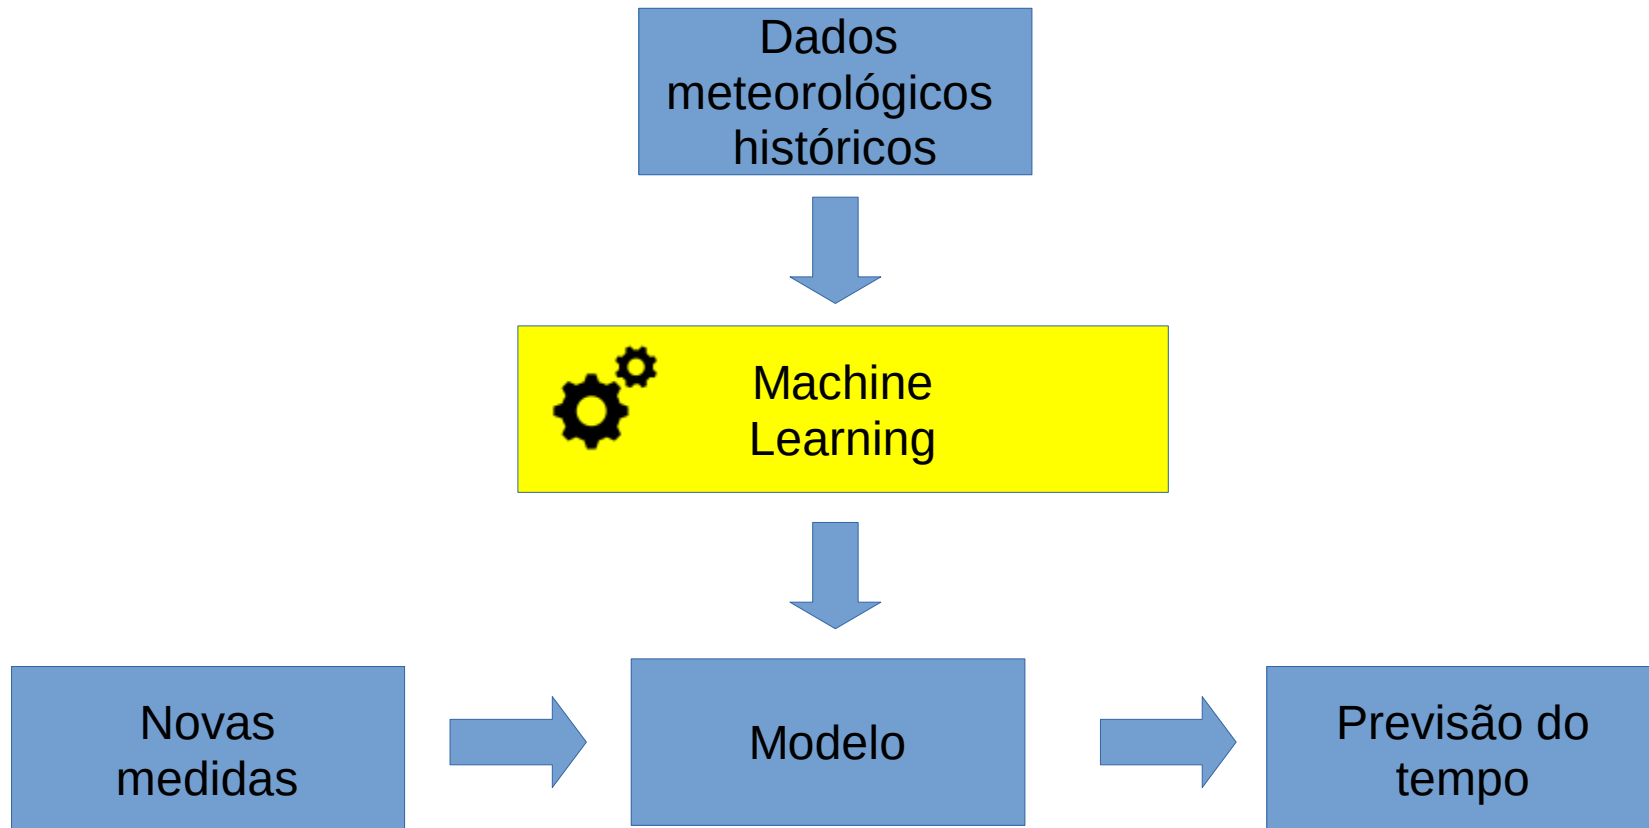 Dados
meteorológicos
históricos
Machine
Learning
Novas
medidas
Modelo
Previsão do
tempo